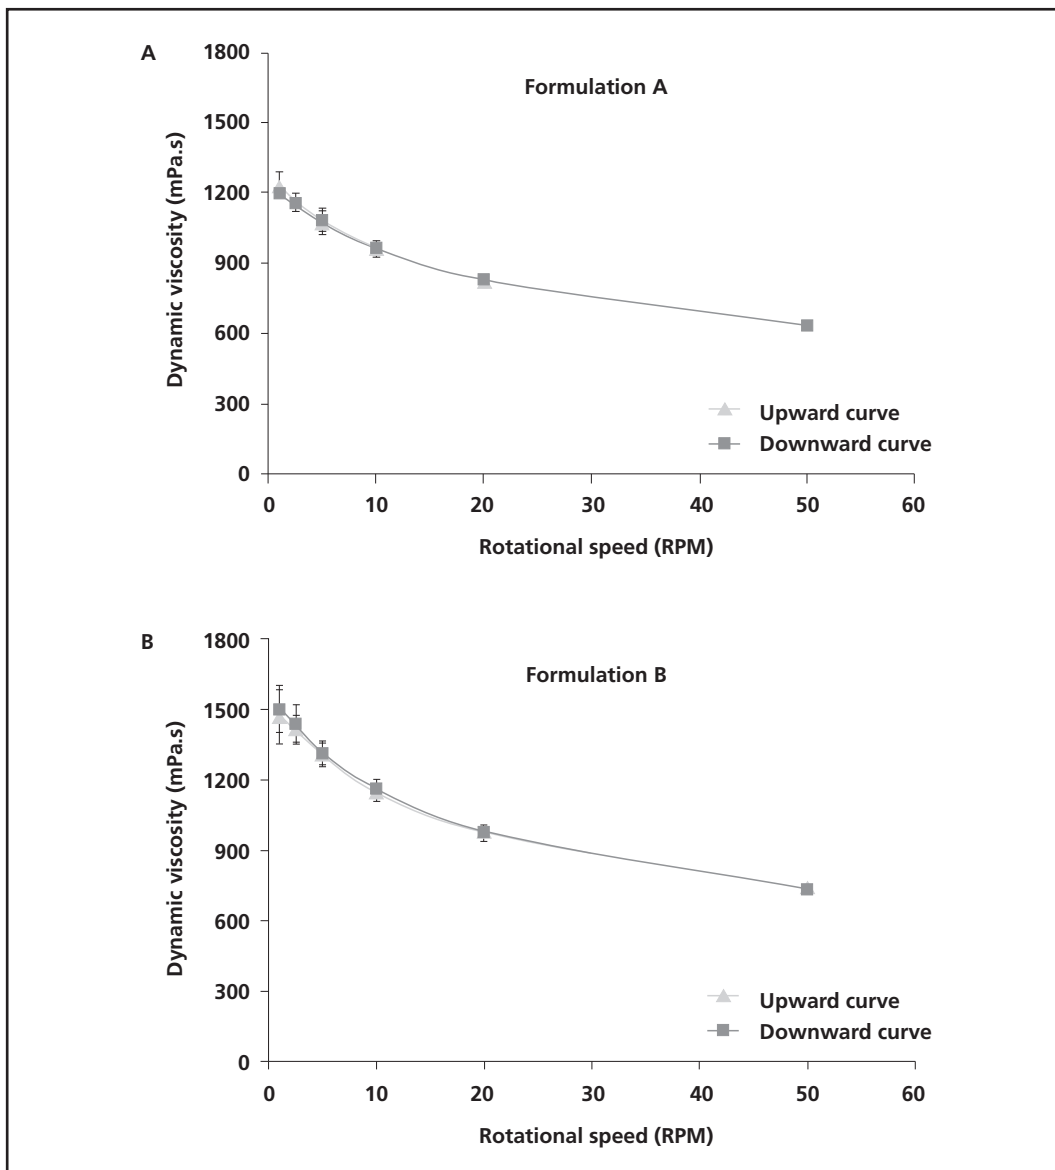 A
Formulation A
Dynamic viscosity (mPa.s)
1800
1500
1200
900
600
300
0
Upward curve
Downward curve
0 10 20 30 40 50 60
Rotational speed (RPM)
B
Formulation B
Dynamic viscosity (mPa.s)
1800
1500
1200
900
600
300
0
Upward curve
Downward curve
0 10 20 30 40 50 60
Rotational speed (RPM)